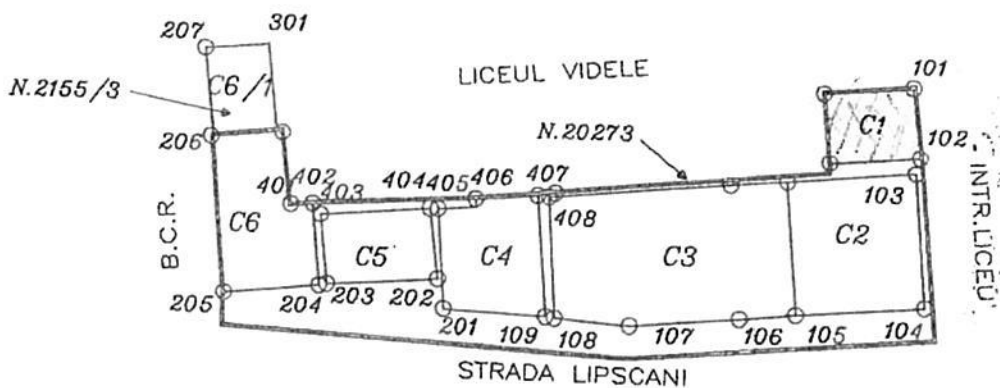 207
301
N.2155/3
C6/1
LICEUL VIDELE
101
206
N.20273
C1
102
402
403
404
405
406
407
408
103
B.C.R.
C6
C5
C4
C3
C2
INTR.LICEU
205
204
203
202
201
109
108
107
106
105
104
STRADA LIPSCANI